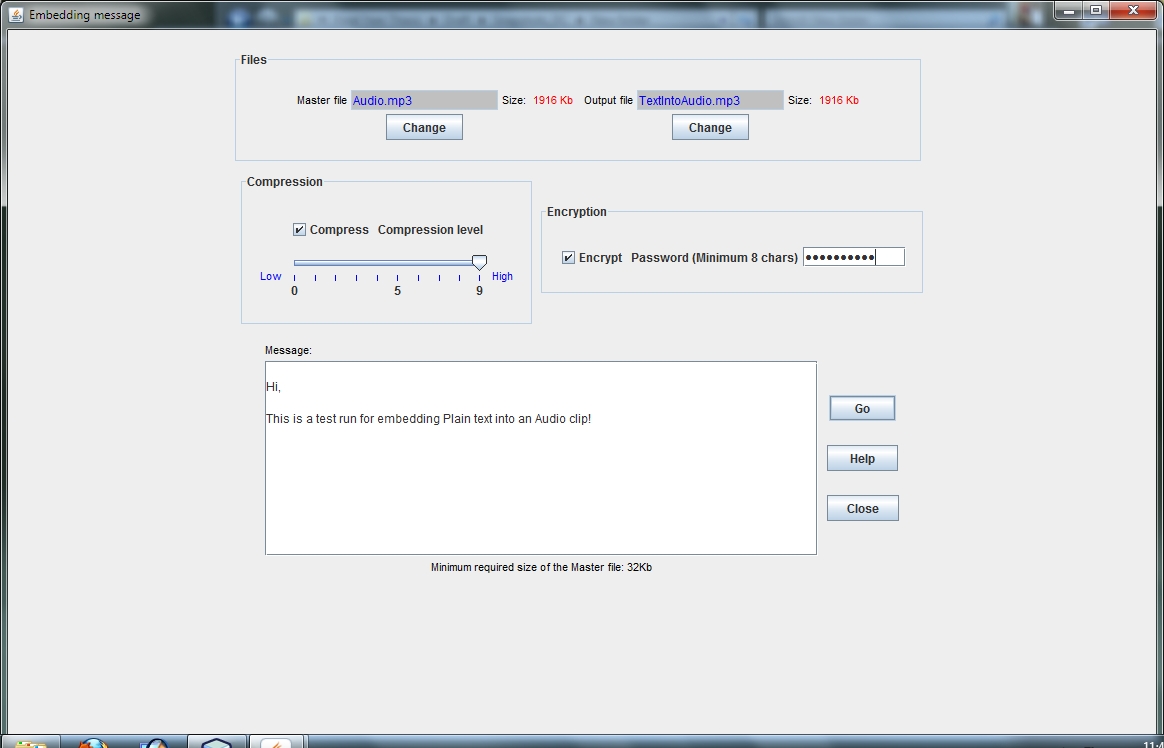 Embedding message
Files
Master file Audio.mp3 Size: 1916 Kb Output file TextIntoAudio.mp3 Size: 1916 Kb
Change Change
Compression
Compress Compression level
Low High
0 5 9
Encryption
Encrypt Password (Minimum 8 chars) ••••••••••
Message:
Hi,
This is a test run for embedding Plain text into an Audio clip!
Go
Help
Close
Minimum required size of the Master file: 32Kb